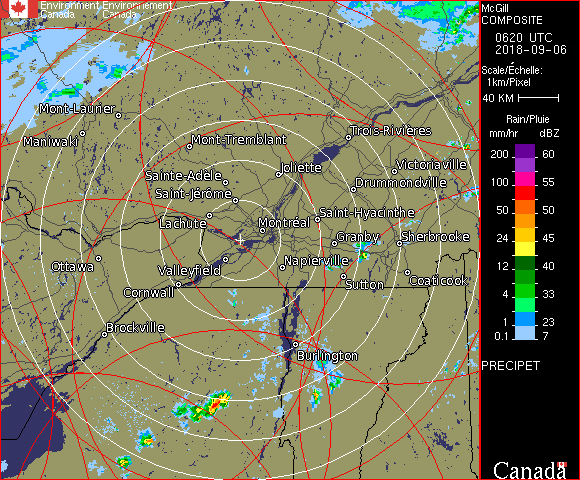 Environment Environnement
Canada Canada
Mont-Laurier
Maniwaki
Mont-Tremblant
Trois-Rivières
Joliette
Victoriaville
Sainte-Adèle
Drummondville
Saint-Jérôme
Saint-Hyacinthe
Lachute
Montréal
Granby
Sherbrooke
Ottawa
Valleyfield
Napierville
Coaticook
Cornwall
Sutton
Brockville
Burlington
McGill
COMPOSITE
0620 UTC
2018-09-06
Scale/Échelle:
1km/Pixel
40 KM
Rain/Pluie
mm/hr dBZ
200 60
100 55
50 50
24 45
12 40
4 33
1 23
0.1 7
PRECIPET
Canada